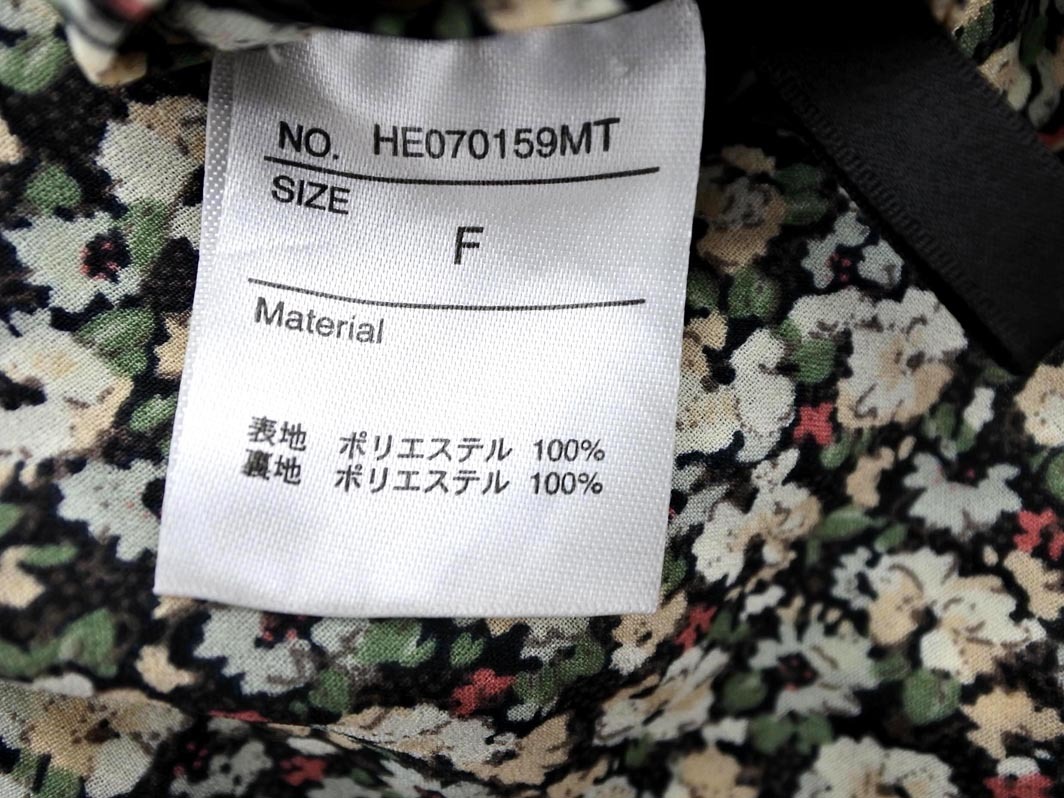 NO. HE070159MT
SIZE
F
Material
表地 ポリエステル 100%
裏地 ポリエステル 100%